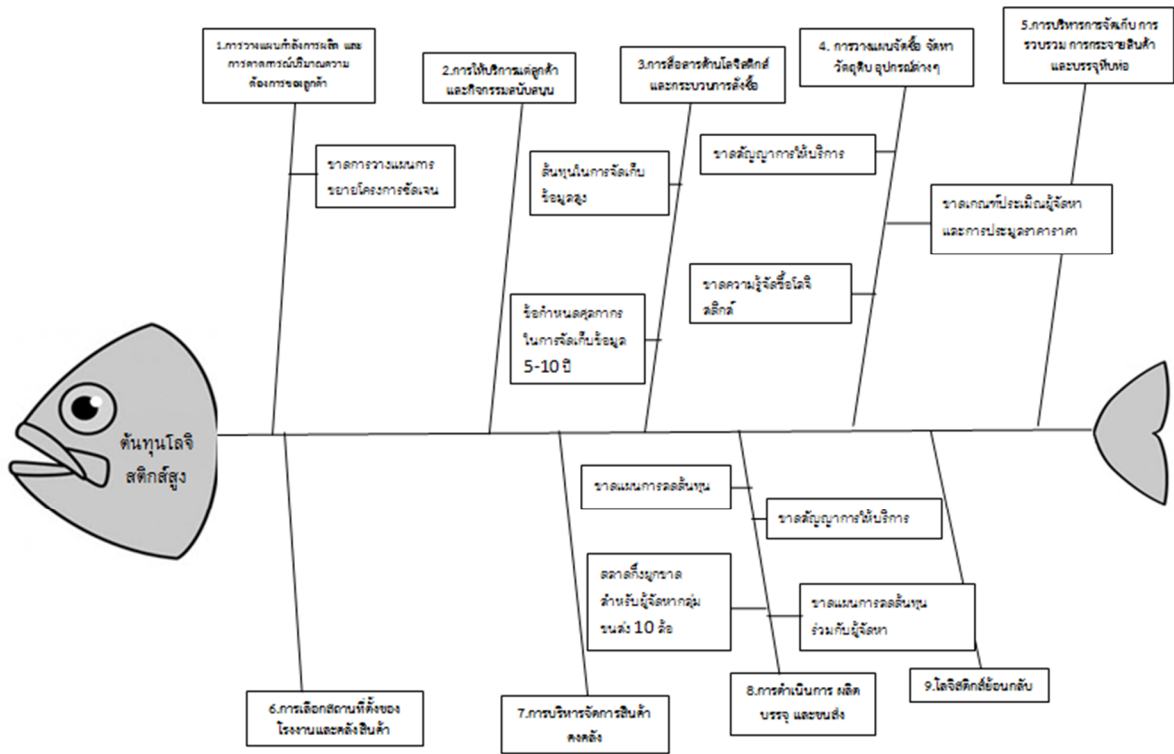 1.การวางแผนกำลังการผลิต และ
การคาดการณ์ปริมาณความ
ต้องการของลูกค้า
2.การให้บริการแต่ลูกค้า
และกิจกรรมสนับสนุน
3.การสื่อสารด้านโลจิสติกส์
และกระบวนการสั่งซื้อ
4. การวางแผนจัดซื้อ จัดหา
วัตถุดิบ อุปกรณ์ต่างๆ
5.การบริหารการจัดเก็บ การ
รวบรวม การกระจายสินค้า
และบรรจุหีบห่อ
ขาดการวางแผนการ
ขยายโครงการชัดเจน
ต้นทุนในการจัดเก็บ
ข้อมูลสูง
ขาดสัญญาการให้บริการ
ขาดเกณฑ์ประเมิณผู้จัดหา
และการประมูลราคาราคา
ขาดความรู้จัดซื้อโลจิ
สติกส์
ข้อกำหนดศุลกากร
ในการจัดเก็บข้อมูล
5-10 ปี
ต้นทุนโลจิ
สติกส์สูง
ขาดแผนการลดต้นทุน
ขาดสัญญาการให้บริการ
ตลาดกึ่งผูกขาด
สำหรับผู้จัดหากลุ่ม
ขนส่ง 10 ล้อ
ขาดแผนการลดต้นทุน
ร่วมกับผู้จัดหา
6.การเลือกสถานที่ตั้งของ
โรงงานและคลังสินค้า
7.การบริหารจัดการสินค้า
คงคลัง
8.การดำเนินการ ผลิต
บรรจุ และขนส่ง
9.โลจิสติกส์ย้อนกลับ